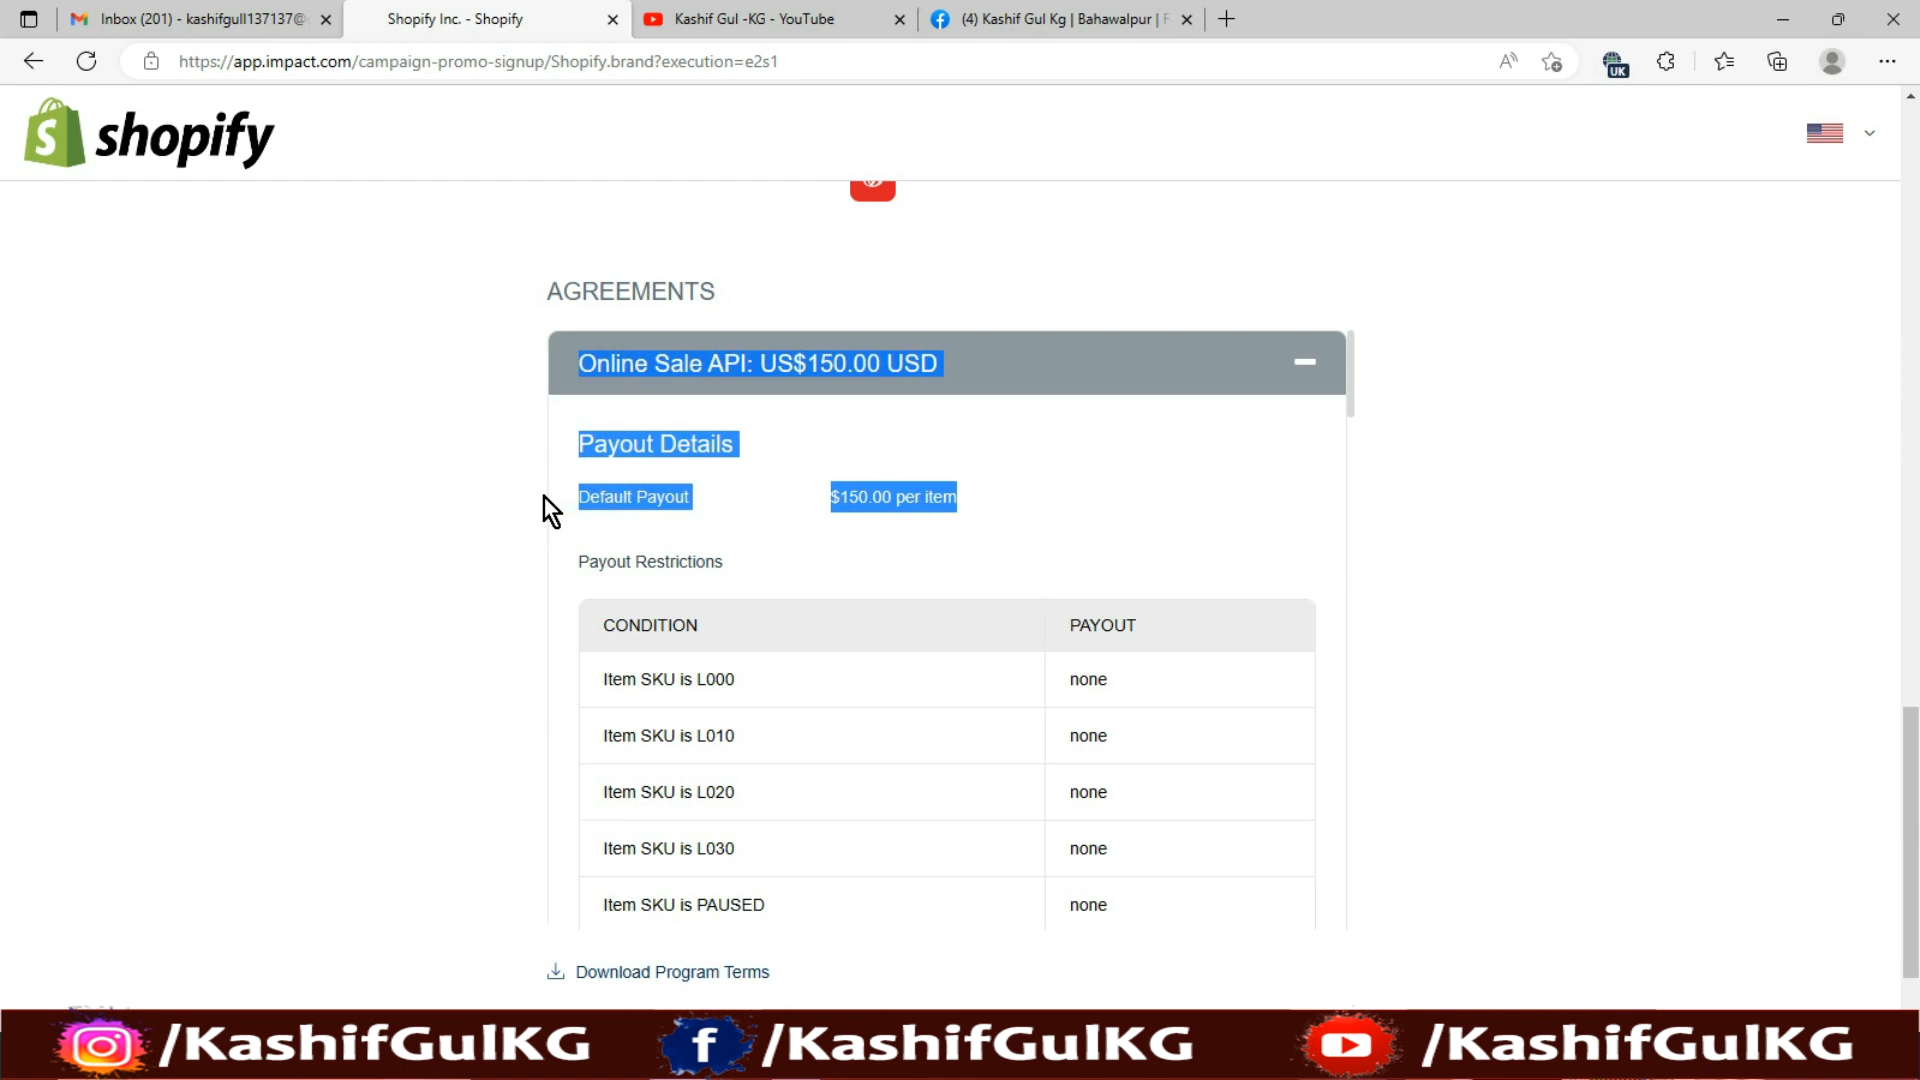 Inbox (201) - kashifgull137137@
Shopify Inc. - Shopify
Kashif Gul -KG - YouTube
(4) Kashif Gul Kg | Bahawalpur | F
https://app.impact.com/campaign-promo-signup/Shopify.brand?execution=e2s1
UK
shopify
AGREEMENTS
Online Sale API: US$150.00 USD
Payout Details
Default Payout $150.00 per item
Payout Restrictions
CONDITION PAYOUT
Item SKU is L000 none
Item SKU is L010 none
Item SKU is L020 none
Item SKU is L030 none
Item SKU is PAUSED none
Download Program Terms
/KashifGulKG /KashifGulKG /KashifGulKG